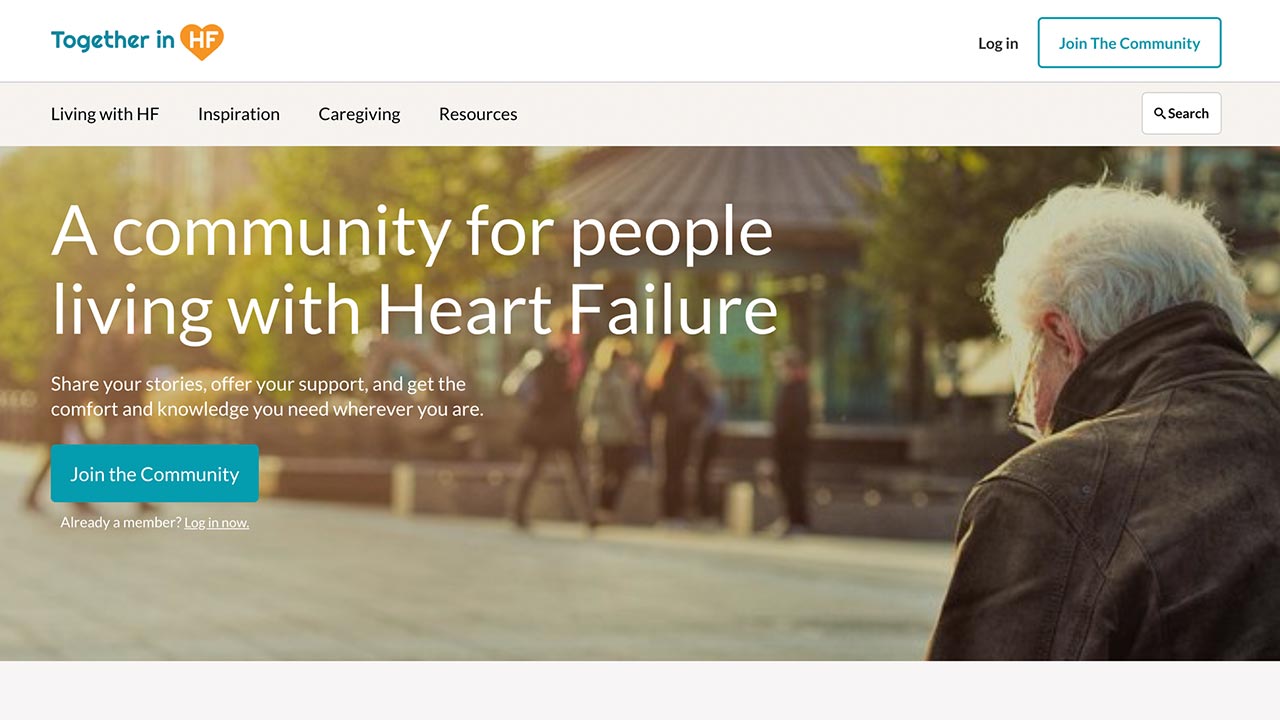 Together in HF
Log in
Join The Community
Living with HF
Inspiration
Caregiving
Resources
Search
A community for people
living with Heart Failure
Share your stories, offer your support, and get the
comfort and knowledge you need wherever you are.
Join the Community
Already a member? Log in now.